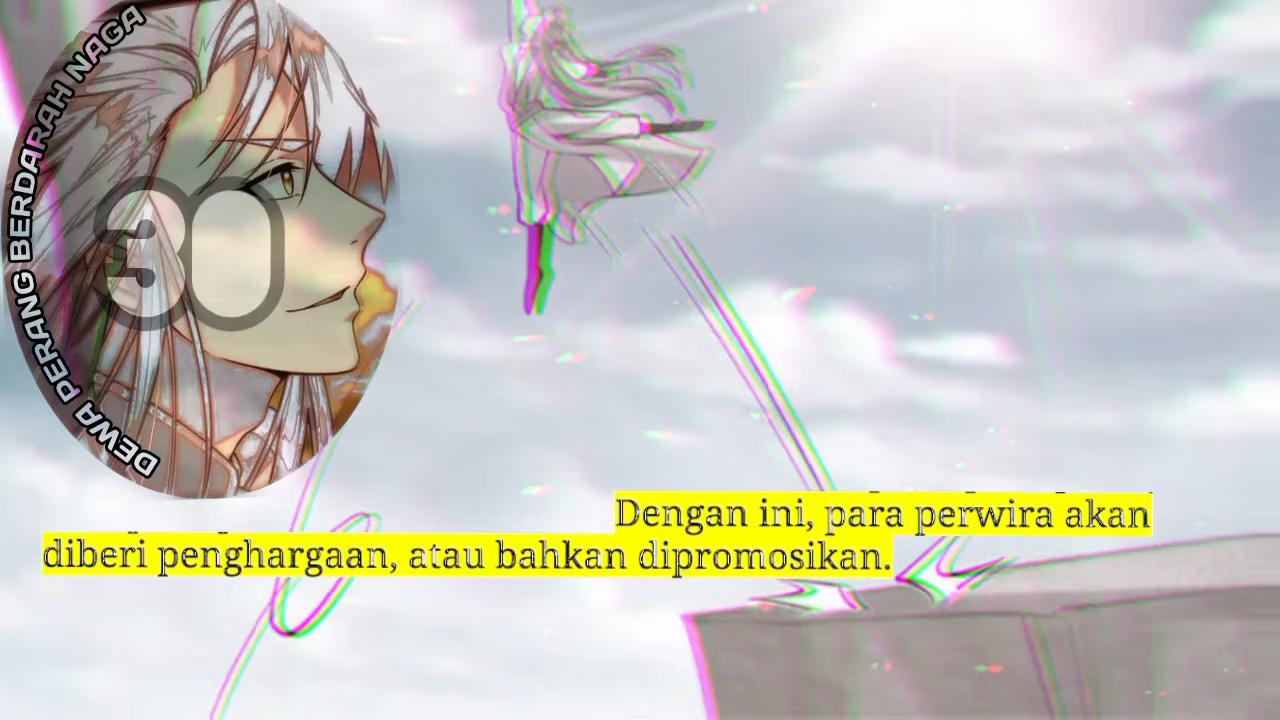 DEWA PERANG BERDARAH NAGA
30
Dengan ini, para perwira akan
diberi penghargaan, atau bahkan dipromosikan.